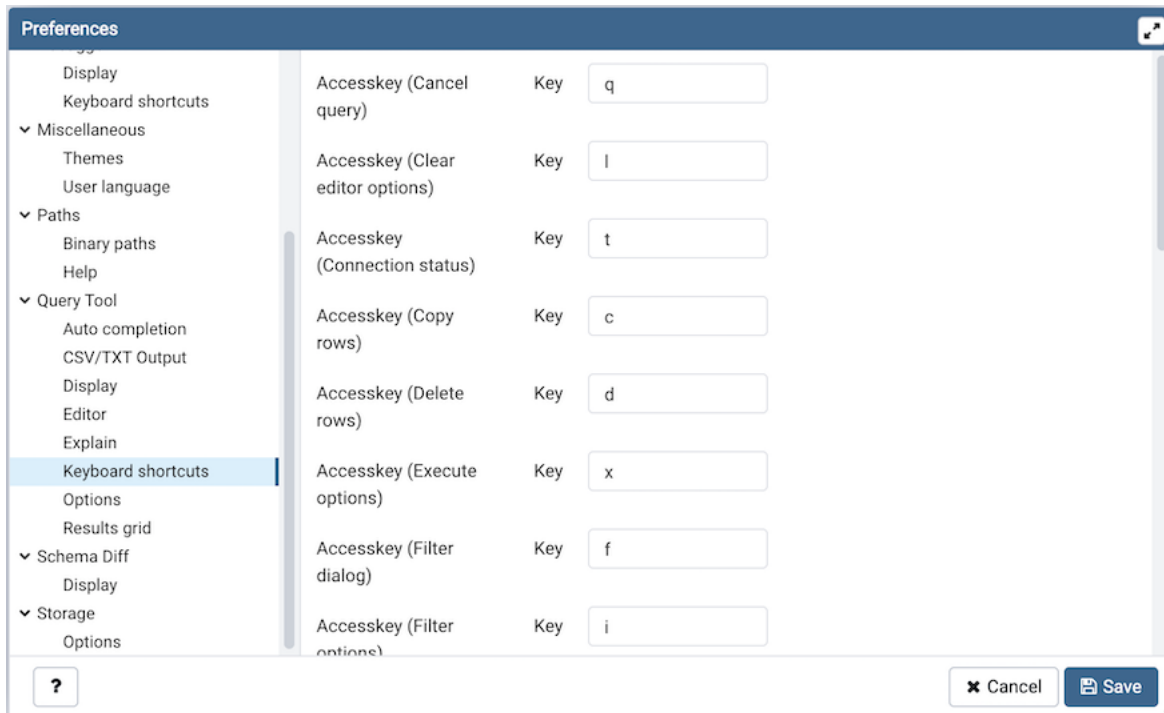 Preferences
Display
Keyboard shortcuts
Miscellaneous
Themes
User language
Paths
Binary paths
Help
Query Tool
Auto completion
CSV/TXT Output
Display
Editor
Explain
Keyboard shortcuts
Options
Results grid
Schema Diff
Display
Storage
Options
Accesskey (Cancel Key q
query)
Accesskey (Clear Key l
editor options)
Accesskey Key t
(Connection status)
Accesskey (Copy Key c
rows)
Accesskey (Delete Key d
rows)
Accesskey (Execute Key x
options)
Accesskey (Filter Key f
dialog)
Accesskey (Filter Key i
options)
? Cancel Save